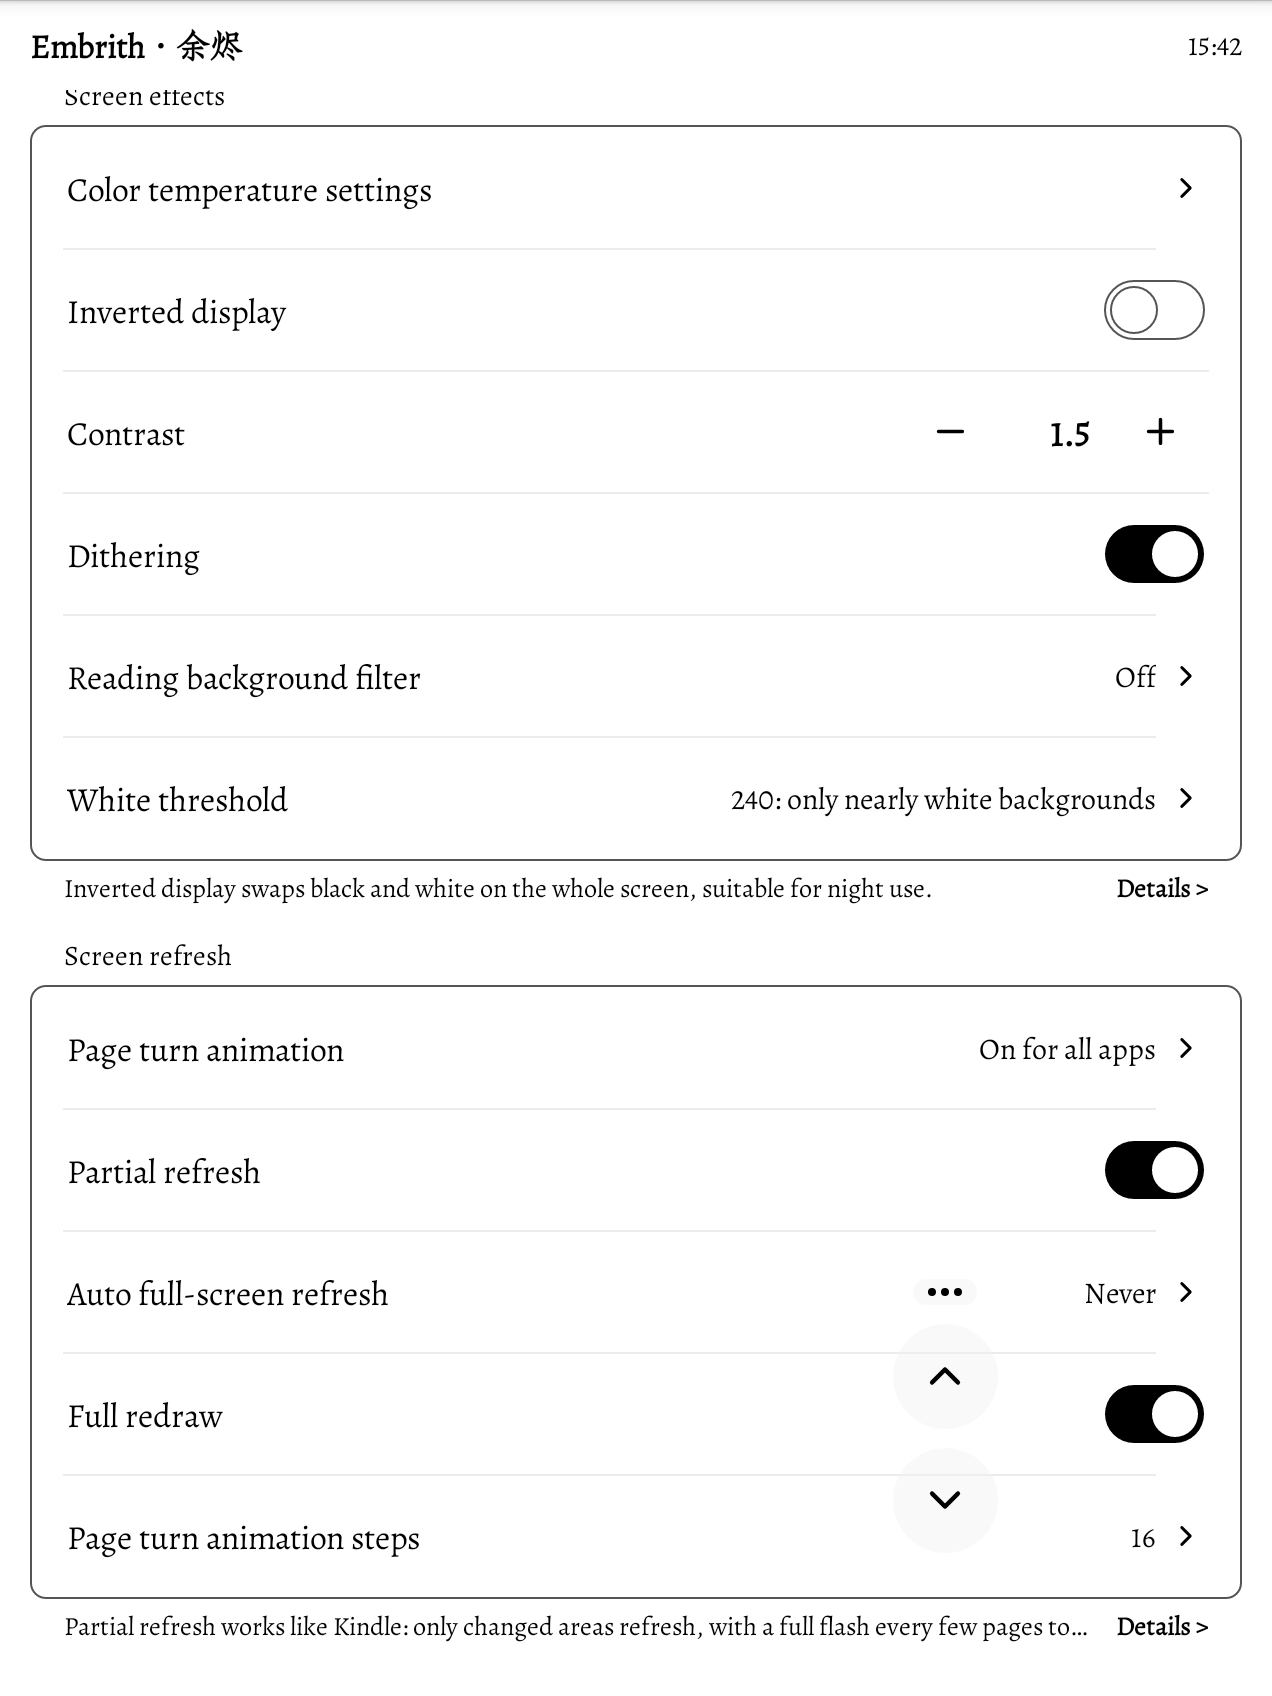 Embrith · 余烬
15:42
Screen effects
Color temperature settings
Inverted display
Contrast
1.5
Dithering
Reading background filter
Off
White threshold
240: only nearly white backgrounds
Inverted display swaps black and white on the whole screen, suitable for night use.
Details >
Screen refresh
Page turn animation
On for all apps
Partial refresh
Auto full-screen refresh
Never
Full redraw
Page turn animation steps
16
Partial refresh works like Kindle: only changed areas refresh, with a full flash every few pages to...
Details >